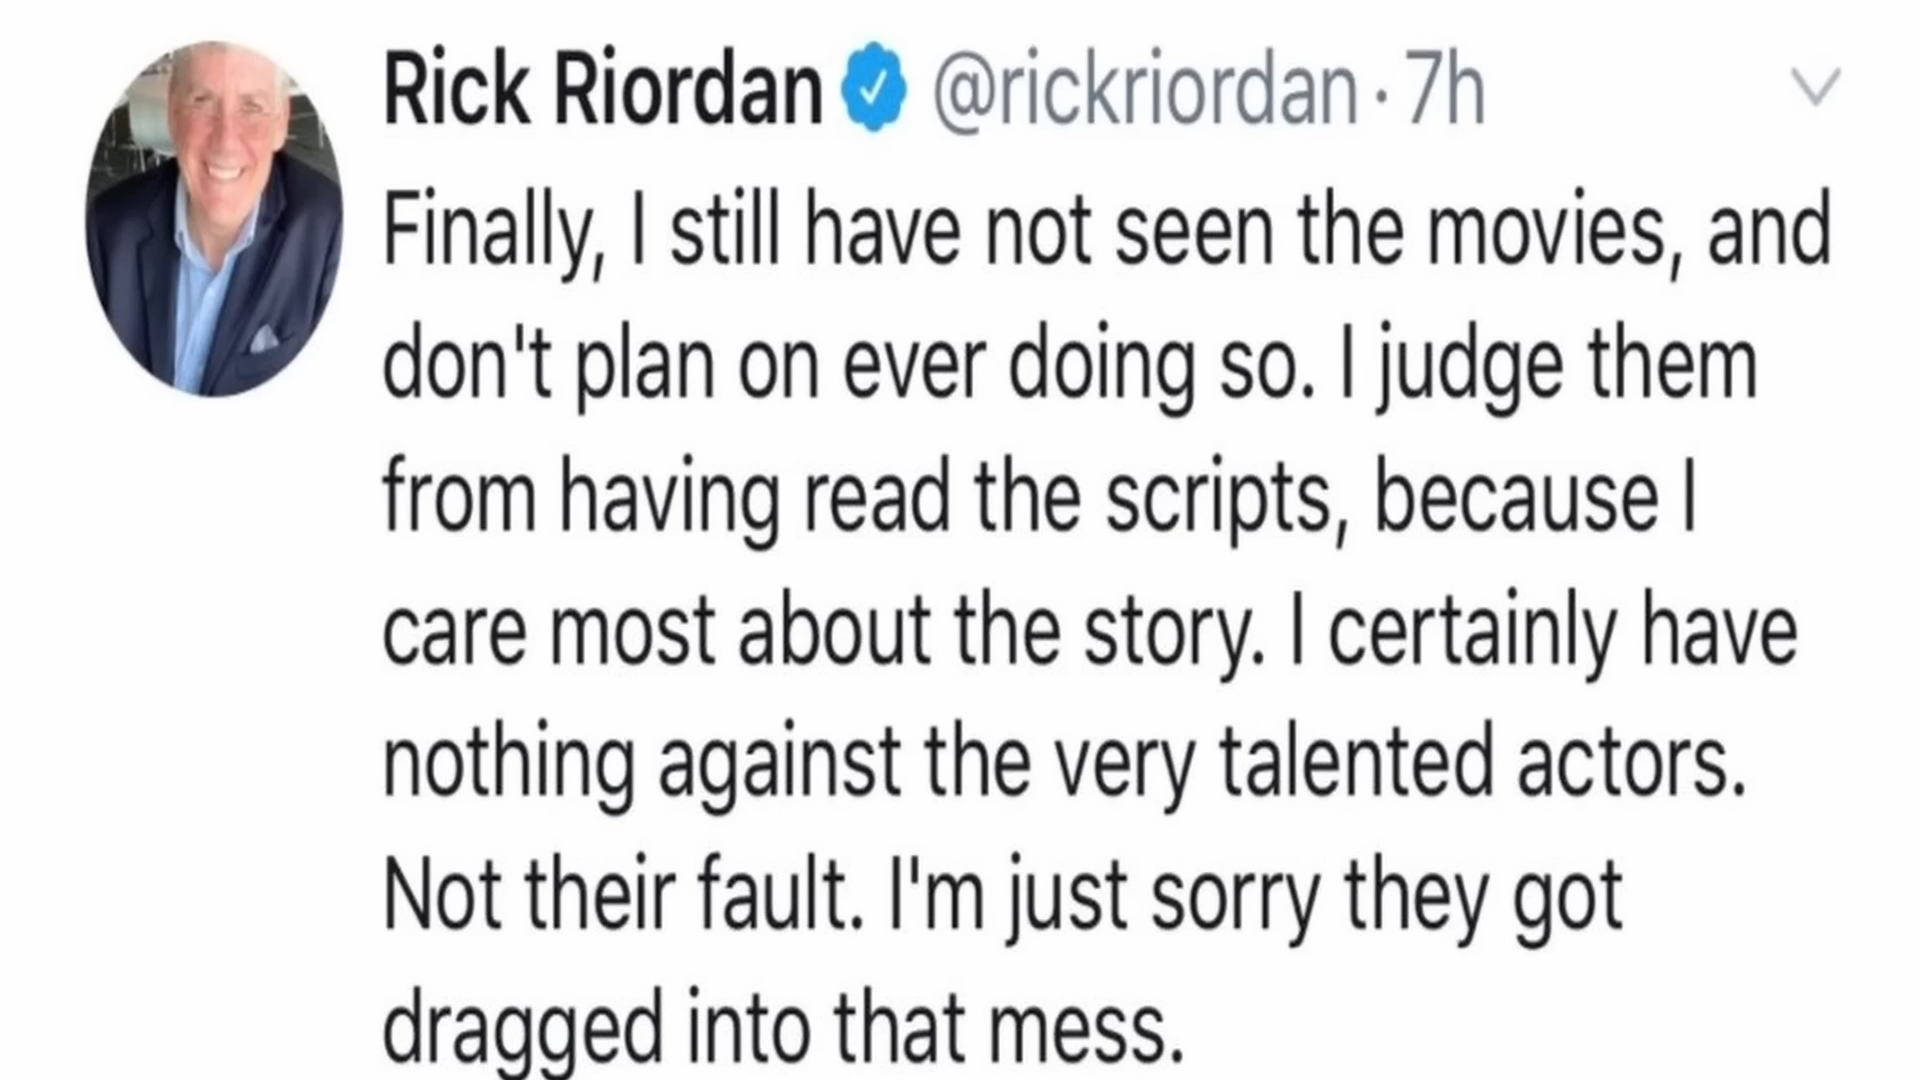 Rick Riordan @rickriordan · 7h
Finally, I still have not seen the movies, and
don't plan on ever doing so. I judge them
from having read the scripts, because I
care most about the story. I certainly have
nothing against the very talented actors.
Not their fault. I'm just sorry they got
dragged into that mess.